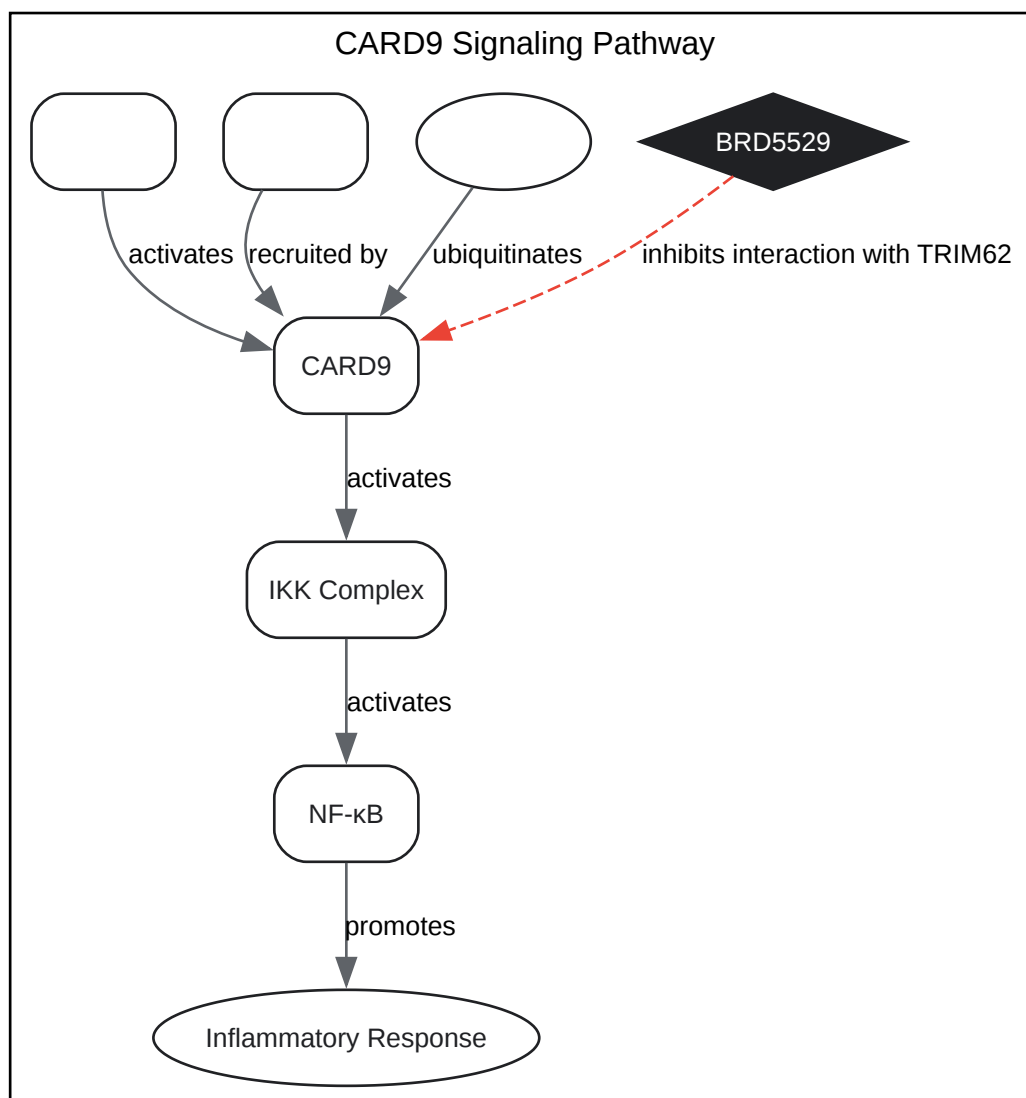 CARD9 Signaling Pathway
BRD5529
activates
recruited by
ubiquitinates
inhibits interaction with TRIM62
CARD9
activates
IKK Complex
activates
NF-κB
promotes
Inflammatory Response